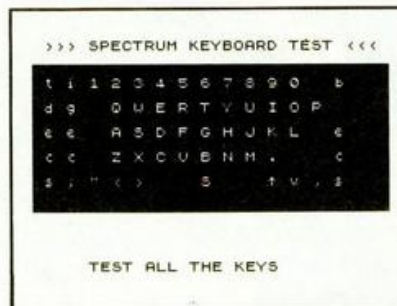 >>> SPECTRUM KEYBOARD TEST <<<
t i 1 2 3 4 5 6 7 8 9 0 b
d g Q W E R T Y U I O P
e e A S D F G H J K L e
c c Z X C V B N M . c
s ; " < > S ↑ v , s
TEST ALL THE KEYS